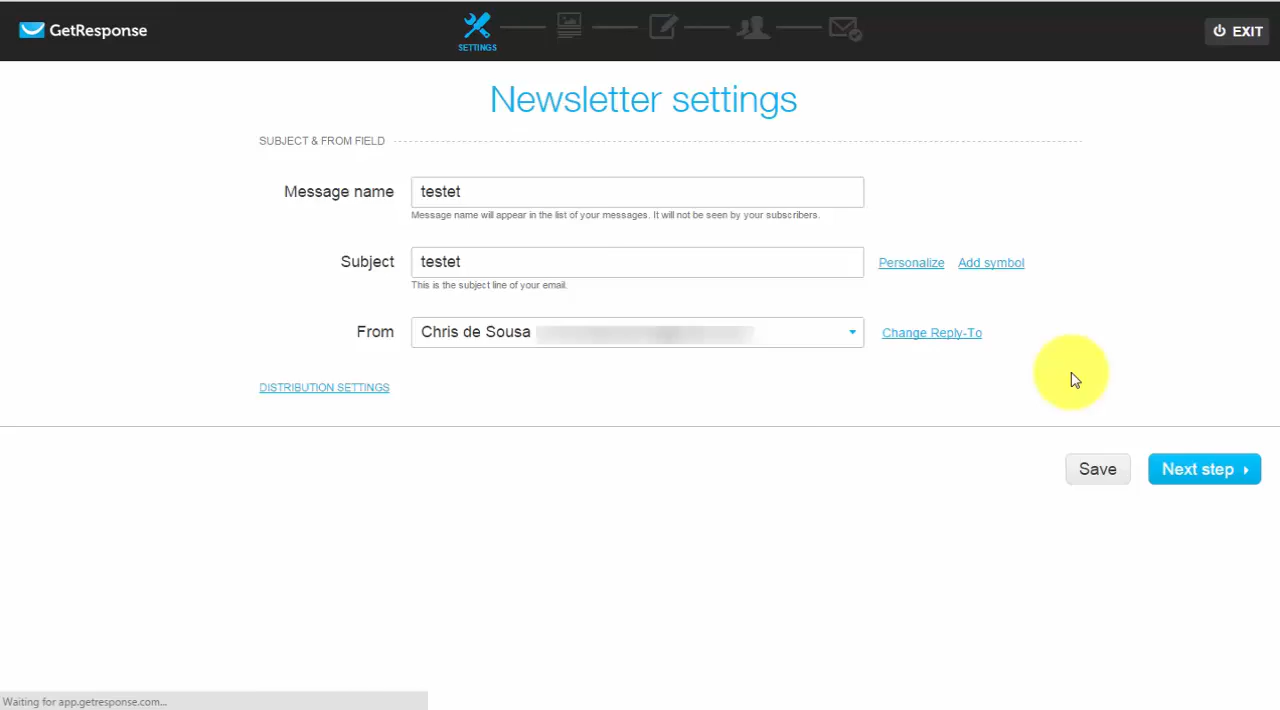 GetResponse
SETTINGS
EXIT
Newsletter settings
SUBJECT & FROM FIELD
Message name testet
Message name will appear in the list of your messages. It will not be seen by your subscribers.
Subject testet Personalize Add symbol
This is the subject line of your email.
From Chris de Sousa Change Reply-To
DISTRIBUTION SETTINGS
Save Next step
Waiting for app.getresponse.com...